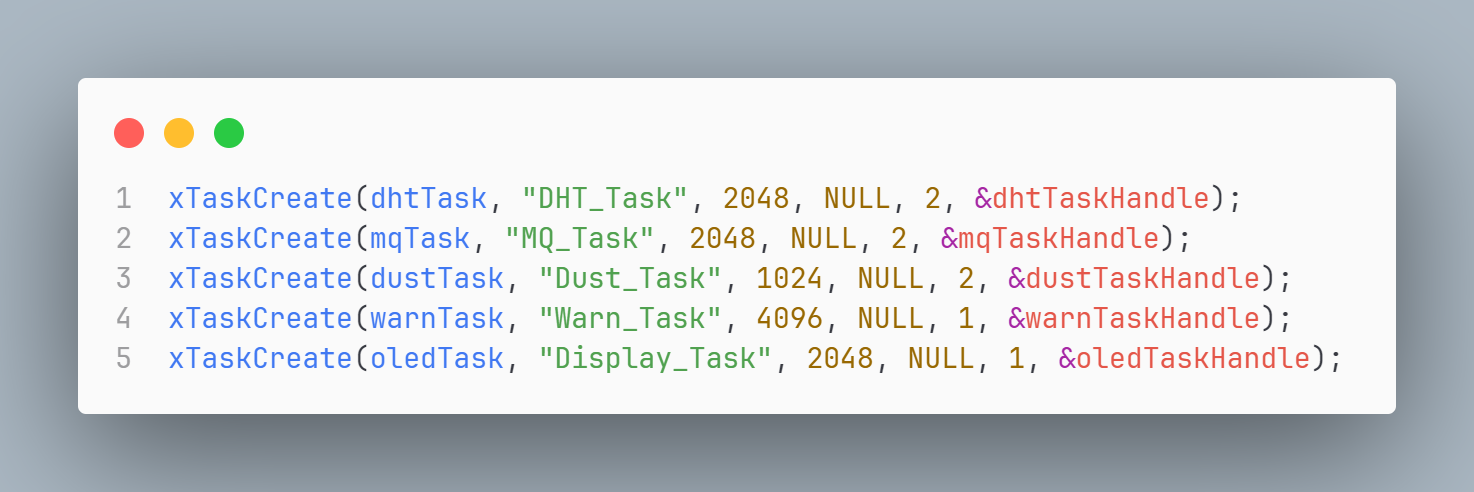 1 xTaskCreate(dhtTask, "DHT_Task", 2048, NULL, 2, &dhtTaskHandle);
2 xTaskCreate(mqTask, "MQ_Task", 2048, NULL, 2, &mqTaskHandle);
3 xTaskCreate(dustTask, "Dust_Task", 1024, NULL, 2, &dustTaskHandle);
4 xTaskCreate(warnTask, "Warn_Task", 4096, NULL, 1, &warnTaskHandle);
5 xTaskCreate(oledTask, "Display_Task", 2048, NULL, 1, &oledTaskHandle);